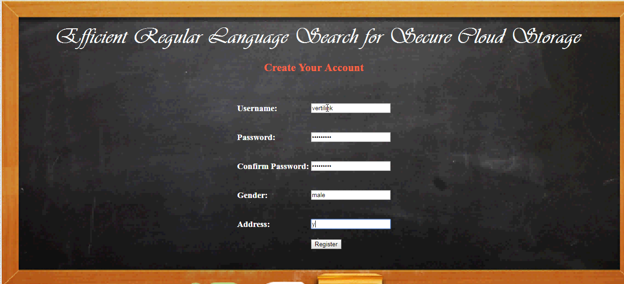 Efficient Regular Language Search for Secure Cloud Storage
Create Your Account
Username: vertilink
Password: •••••••••
Confirm Password: •••••••••
Gender: male
Address:
Register